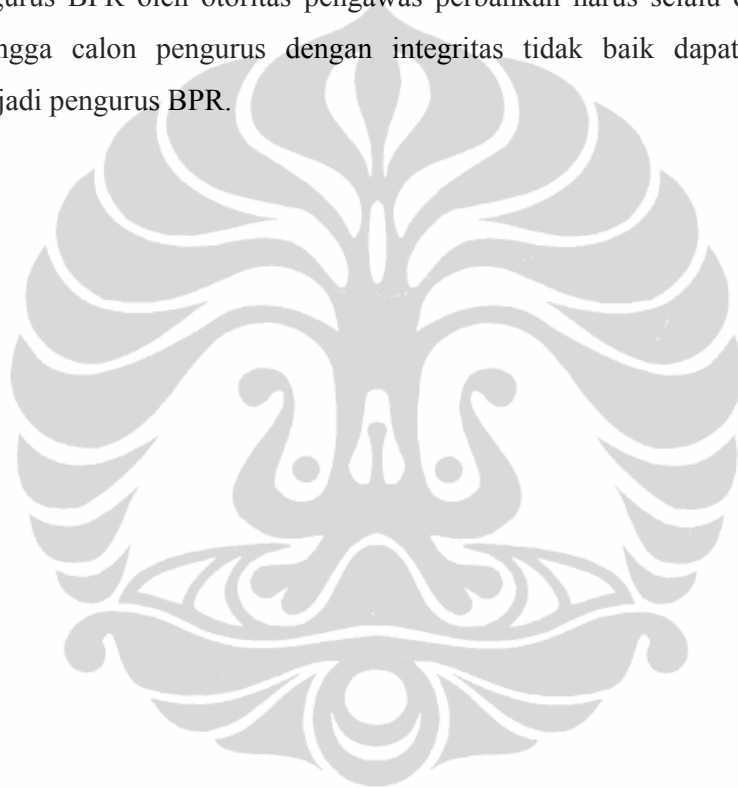 gurus BPR oleh otoritas pengawas perbankan harus selalu
ngga calon pengurus dengan integritas tidak baik dapat
jadi pengurus BPR.